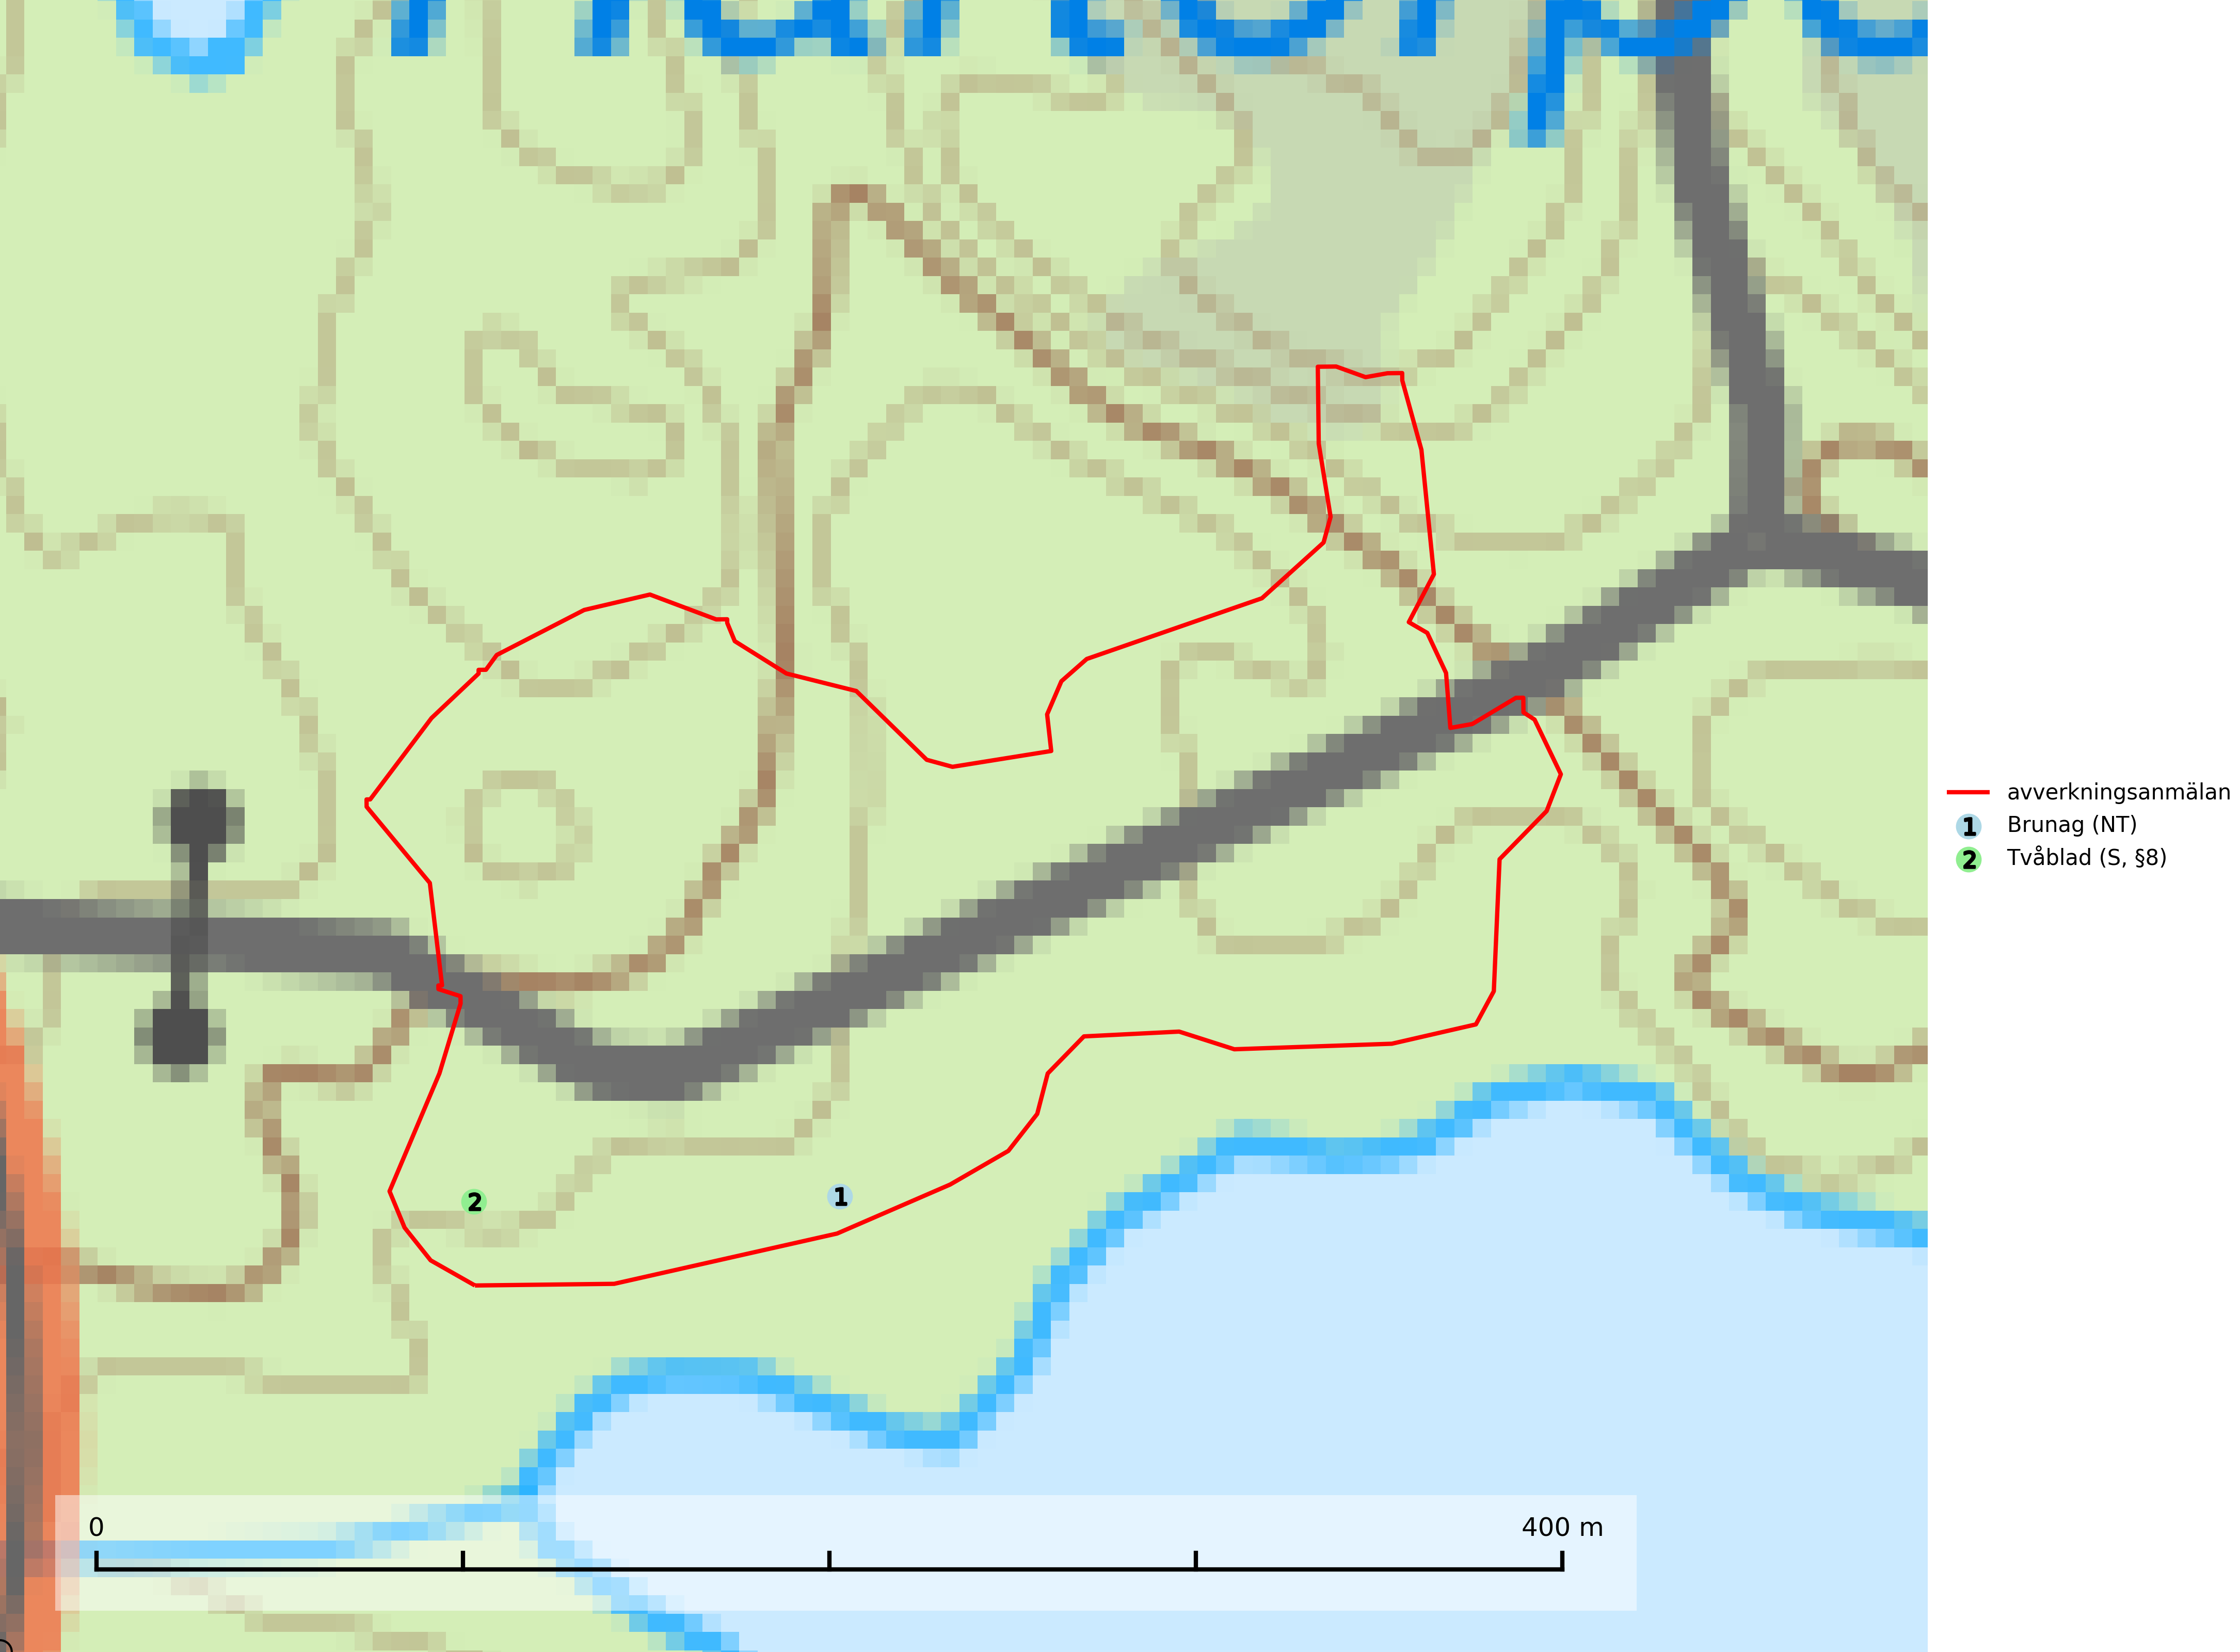 avverkningsanmälan
1 Brunag (NT)
2 Tvåblad (S, §8)
2
1
0 400 m